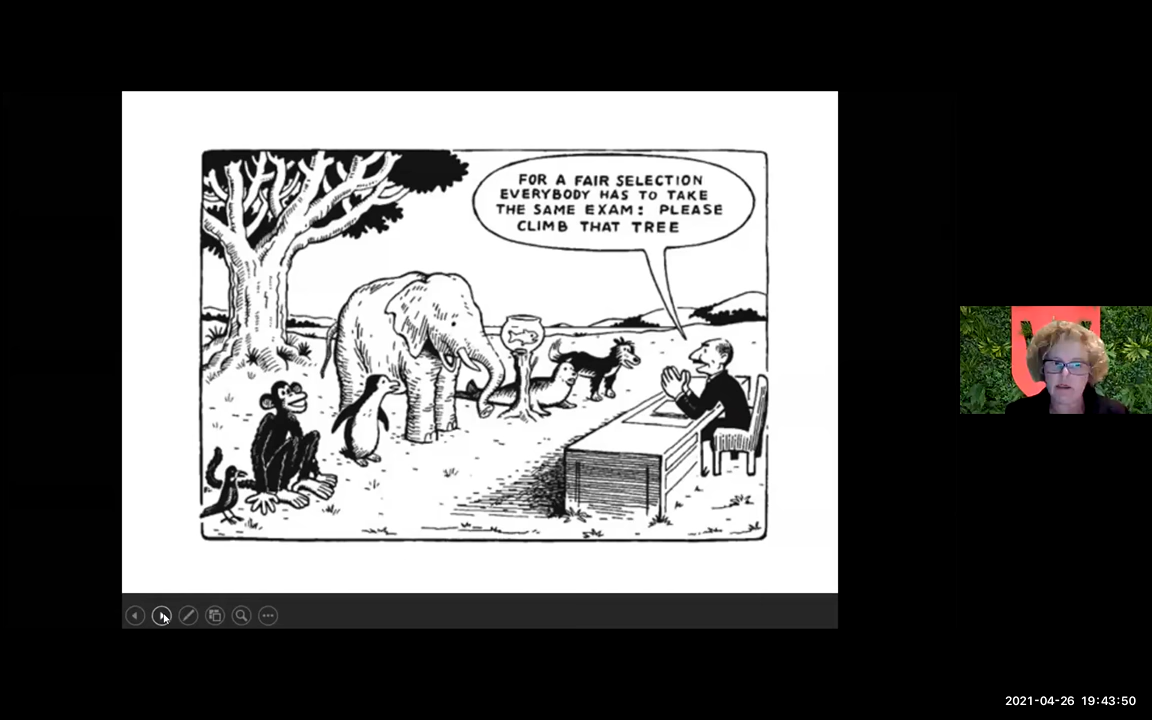 FOR A FAIR SELECTION
EVERYBODY HAS TO TAKE
THE SAME EXAM: PLEASE
CLIMB THAT TREE
U
2021-04-26 19:43:50